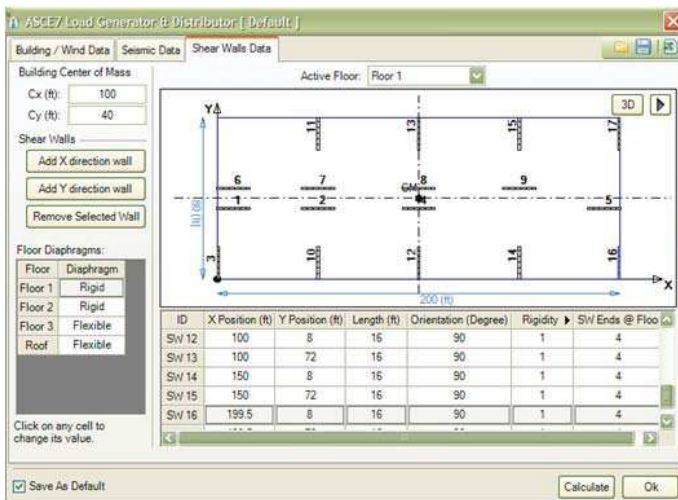 ASCE7 Load Generator & Distributor [ Default ]
Building / Wind Data Seismic Data Shear Walls Data
Building Center of Mass
Cx (ft): 100
Cy (ft): 40
Shear Walls
Add X direction wall
Add Y direction wall
Remove Selected Wall
Floor Diaphragms:
Floor Diaphragm
Floor 1 Rigid
Floor 2 Rigid
Floor 3 Flexible
Roof Flexible
Click on any cell to
change its value.
Active Floor: Floor 1
3D
Y
11 13 15 17
6 7 8 9
CM
1 2 4 5
80 (ft)
3 10 12 14 16
X
200 (ft)
ID X Position (ft) Y Position (ft) Length (ft) Orientation (Degree) Rigidity SW Ends @ Floo
SW 12 100 8 16 90 1 4
SW 13 100 72 16 90 1 4
SW 14 150 8 16 90 1 4
SW 15 150 72 16 90 1 4
SW 16 199.5 8 16 90 1 4
Save As Default
Calculate Ok